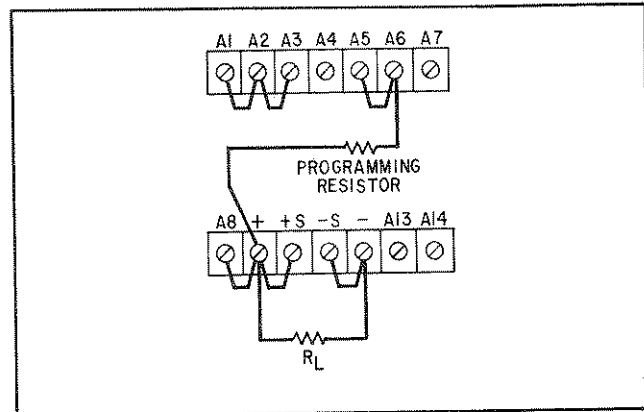 A1 A2 A3 A4 A5 A6 A7
PROGRAMMING
RESISTOR
A8 + +S -S - A13 A14
RL